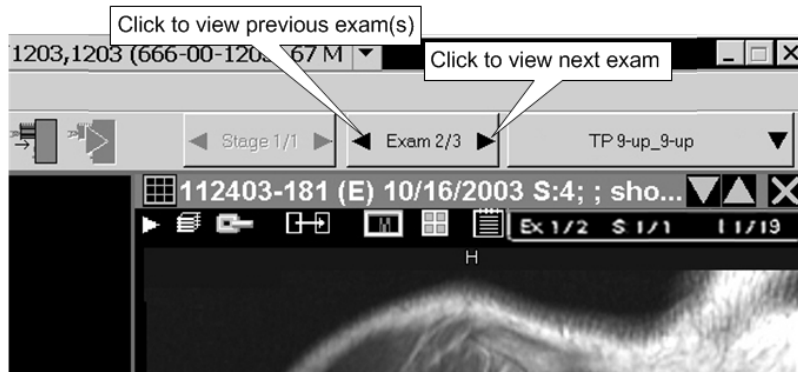 Click to view previous exam(s)
1203,1203 (666-00-1203, 67 M
Click to view next exam
Stage 1/1
Exam 2/3
TP 9-up_9-up
112403-181 (E) 10/16/2003 S:4; ; sho...
M
Ex 1/2 S 1/1 I 1/19
H